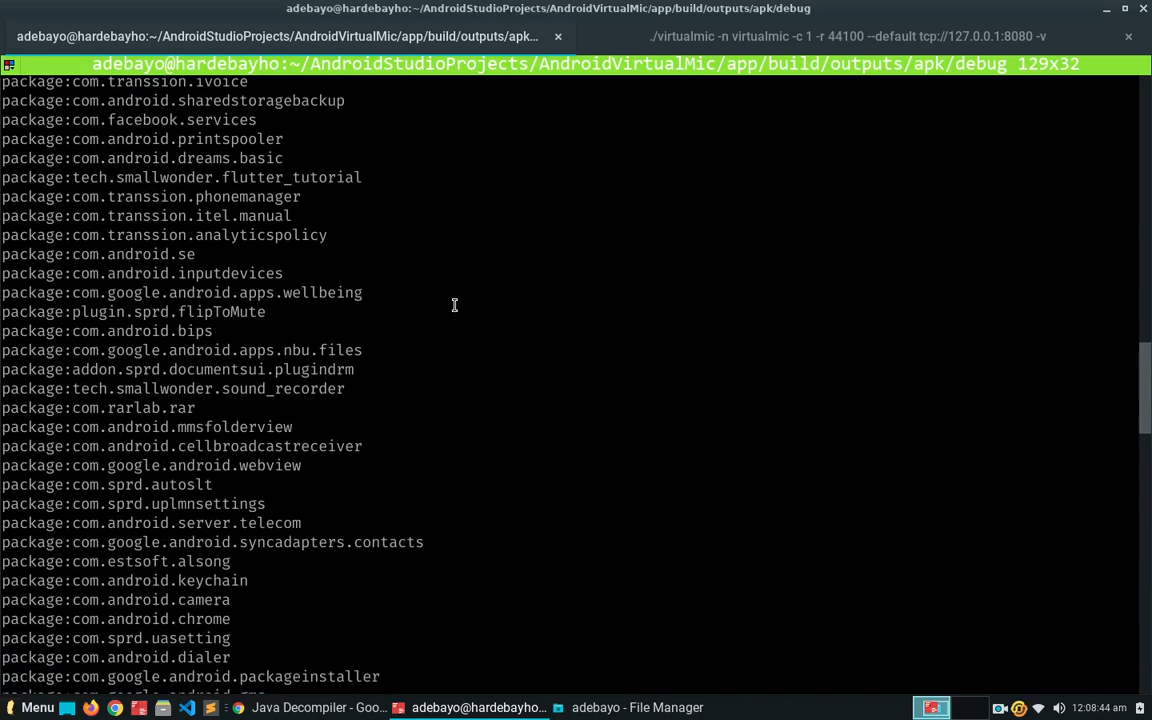 adebayo@hardebayho:~/AndroidStudioProjects/AndroidVirtualMic/app/build/outputs/apk/debug
adebayo@hardebayho:~/AndroidStudioProjects/AndroidVirtualMic/app/build/outputs/apk...
./virtualmic -n virtualmic -c 1 -r 44100 --default tcp://127.0.0.1:8080 -v
adebayo@hardebayho:~/AndroidStudioProjects/AndroidVirtualMic/app/build/outputs/apk/debug 129x32
package:com.transsion.ivoice
package:com.android.sharedstoragebackup
package:com.facebook.services
package:com.android.printspooler
package:com.android.dreams.basic
package:tech.smallwonder.flutter_tutorial
package:com.transsion.phonemanager
package:com.transsion.itel.manual
package:com.transsion.analyticspolicy
package:com.android.se
package:com.android.inputdevices
package:com.google.android.apps.wellbeing
package:plugin.sprd.flipToMute
package:com.android.bips
package:com.google.android.apps.nbu.files
package:addon.sprd.documentsui.plugindrm
package:tech.smallwonder.sound_recorder
package:com.rarlab.rar
package:com.android.mmsfolderview
package:com.android.cellbroadcastreceiver
package:com.google.android.webview
package:com.sprd.autoslt
package:com.sprd.uplmnsettings
package:com.android.server.telecom
package:com.google.android.syncadapters.contacts
package:com.estsoft.alsong
package:com.android.keychain
package:com.android.camera
package:com.android.chrome
package:com.sprd.uasetting
package:com.android.dialer
package:com.google.android.packageinstaller
Menu Java Decompiler - Goo... adebayo@hardebayho:... adebayo - File Manager 12:08:44 am